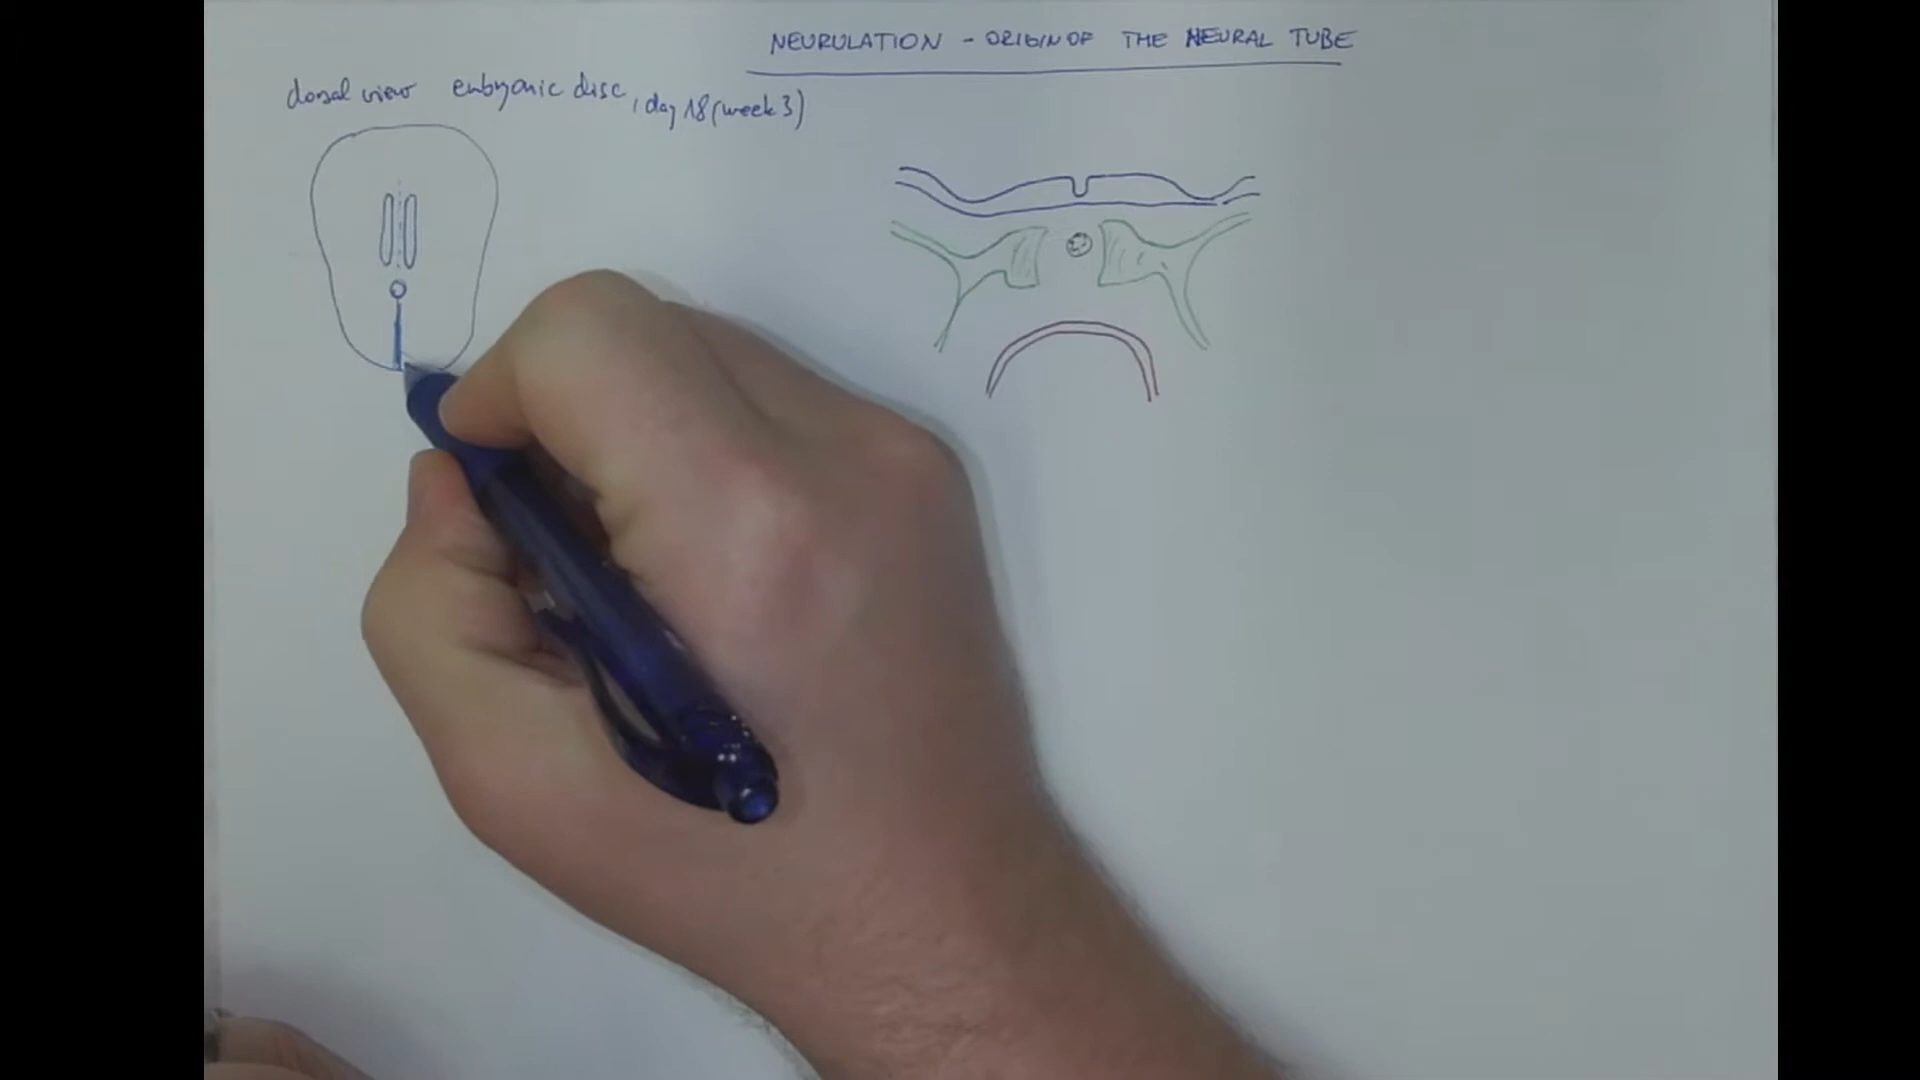 NEURULATION - ORIGIN OF THE NEURAL TUBE
dorsal view embryonic disc, day 18 (week 3)